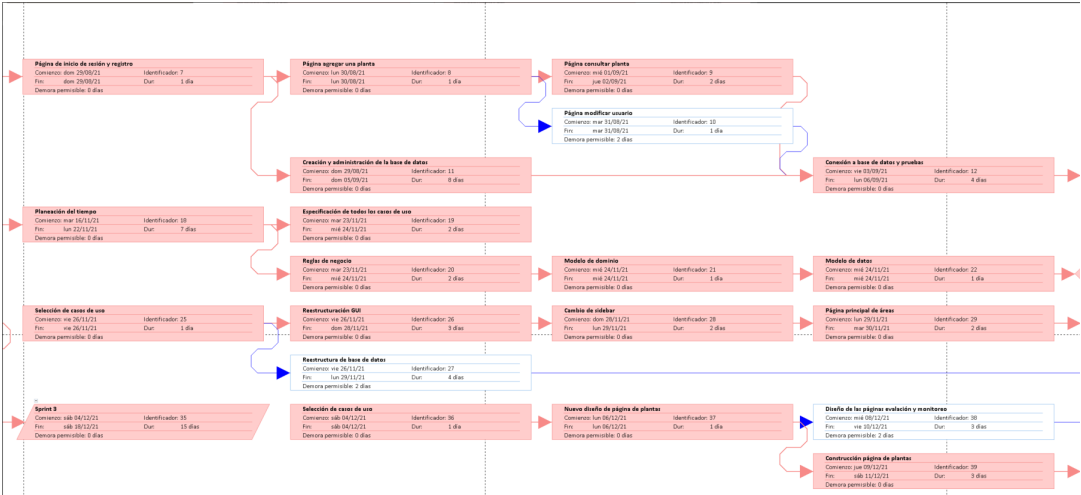 Página de inicio de sesión y registro
Comienzo: dom 29/08/21 Identificador: 7
Fin: dom 29/08/21 Dur: 1 día
Demora permisible: 0 días
Página agregar una planta
Comienzo: lun 30/08/21 Identificador: 8
Fin: lun 30/08/21 Dur: 1 día
Demora permisible: 0 días
Página consultar planta
Comienzo: mié 01/09/21 Identificador: 9
Fin: jue 02/09/21 Dur: 2 días
Demora permisible: 0 días
Página modificar usuario
Comienzo: mar 31/08/21 Identificador: 10
Fin: mar 31/08/21 Dur: 1 día
Demora permisible: 2 días
Creación y administración de la base de datos
Comienzo: dom 29/08/21 Identificador: 11
Fin: dom 05/09/21 Dur: 8 días
Demora permisible: 0 días
Conexión a base de datos y pruebas
Comienzo: vie 03/09/21 Identificador: 12
Fin: lun 06/09/21 Dur: 4 días
Demora permisible: 0 días
Planeación del tiempo
Comienzo: mar 16/11/21 Identificador: 18
Fin: lun 22/11/21 Dur: 7 días
Demora permisible: 0 días
Especificación de todos los casos de uso
Comienzo: mar 23/11/21 Identificador: 19
Fin: mié 24/11/21 Dur: 2 días
Demora permisible: 0 días
Reglas de negocio
Comienzo: mar 23/11/21 Identificador: 20
Fin: mié 24/11/21 Dur: 2 días
Demora permisible: 0 días
Modelo de dominio
Comienzo: mié 24/11/21 Identificador: 21
Fin: mié 24/11/21 Dur: 1 día
Demora permisible: 0 días
Modelo de datos
Comienzo: mié 24/11/21 Identificador: 22
Fin: mié 24/11/21 Dur: 1 día
Demora permisible: 0 días
Selección de casos de uso
Comienzo: vie 26/11/21 Identificador: 25
Fin: vie 26/11/21 Dur: 1 día
Demora permisible: 0 días
Reestructuración GUI
Comienzo: vie 26/11/21 Identificador: 26
Fin: dom 28/11/21 Dur: 3 días
Demora permisible: 0 días
Cambio de sidebar
Comienzo: dom 28/11/21 Identificador: 28
Fin: lun 29/11/21 Dur: 2 días
Demora permisible: 0 días
Página principal de áreas
Comienzo: lun 29/11/21 Identificador: 29
Fin: mar 30/11/21 Dur: 2 días
Demora permisible: 0 días
Reestructura de base de datos
Comienzo: vie 26/11/21 Identificador: 27
Fin: lun 29/11/21 Dur: 4 días
Demora permisible: 2 días
Sprint 3
Comienzo: sáb 04/12/21 Identificador: 35
Fin: sáb 18/12/21 Dur: 15 días
Demora permisible: 0 días
Selección de casos de uso
Comienzo: sáb 04/12/21 Identificador: 36
Fin: sáb 04/12/21 Dur: 1 día
Demora permisible: 0 días
Nuevo diseño de página de plantas
Comienzo: lun 06/12/21 Identificador: 37
Fin: lun 06/12/21 Dur: 1 día
Demora permisible: 0 días
Diseño de las páginas evalación y monitoreo
Comienzo: mié 08/12/21 Identificador: 38
Fin: vie 10/12/21 Dur: 3 días
Demora permisible: 2 días
Construcción página de plantas
Comienzo: jue 09/12/21 Identificador: 39
Fin: sáb 11/12/21 Dur: 3 días
Demora permisible: 0 días